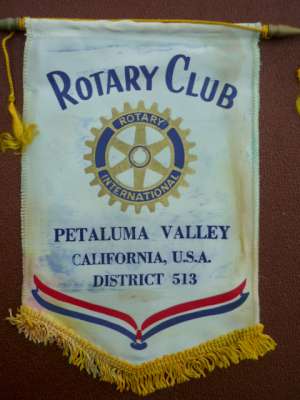 ROTARY CLUB
ROTARY
INTERNATIONAL
PETALUMA VALLEY
CALIFORNIA, U.S.A.
DISTRICT 513